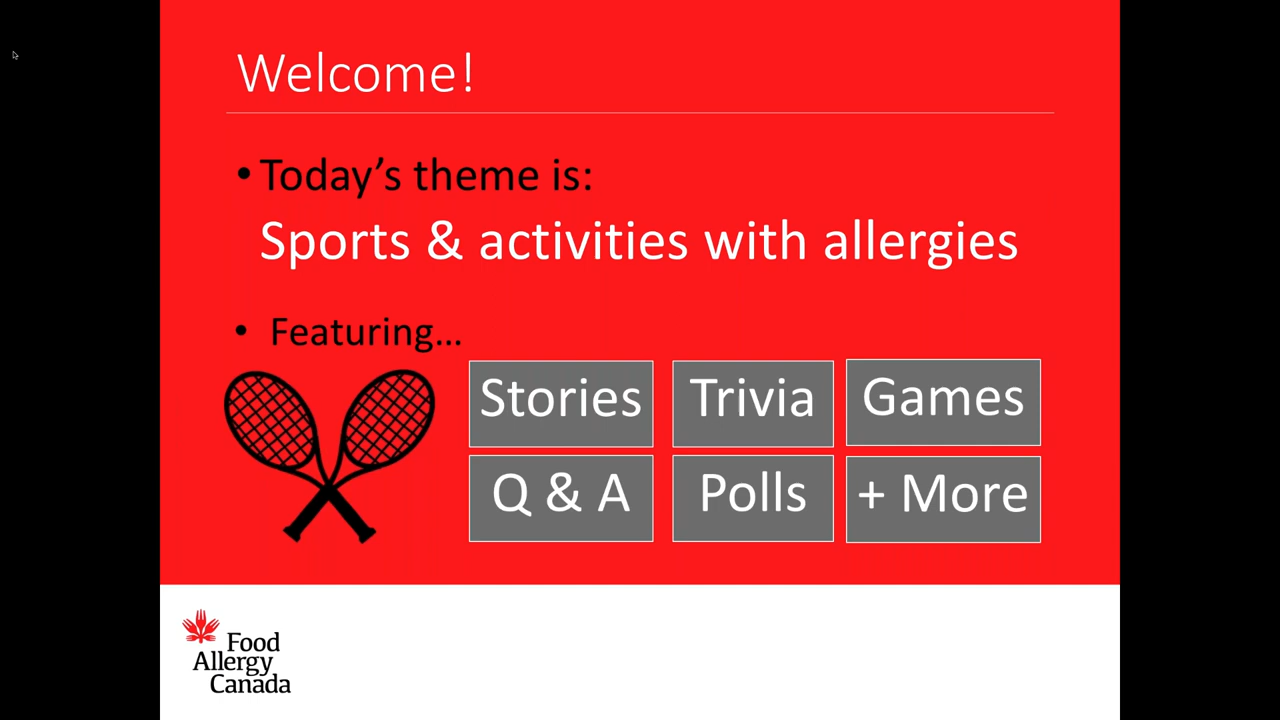 Welcome!
• Today’s theme is:
Sports & activities with allergies
• Featuring...
Stories Trivia Games
Q & A Polls + More
Food
Allergy
Canada